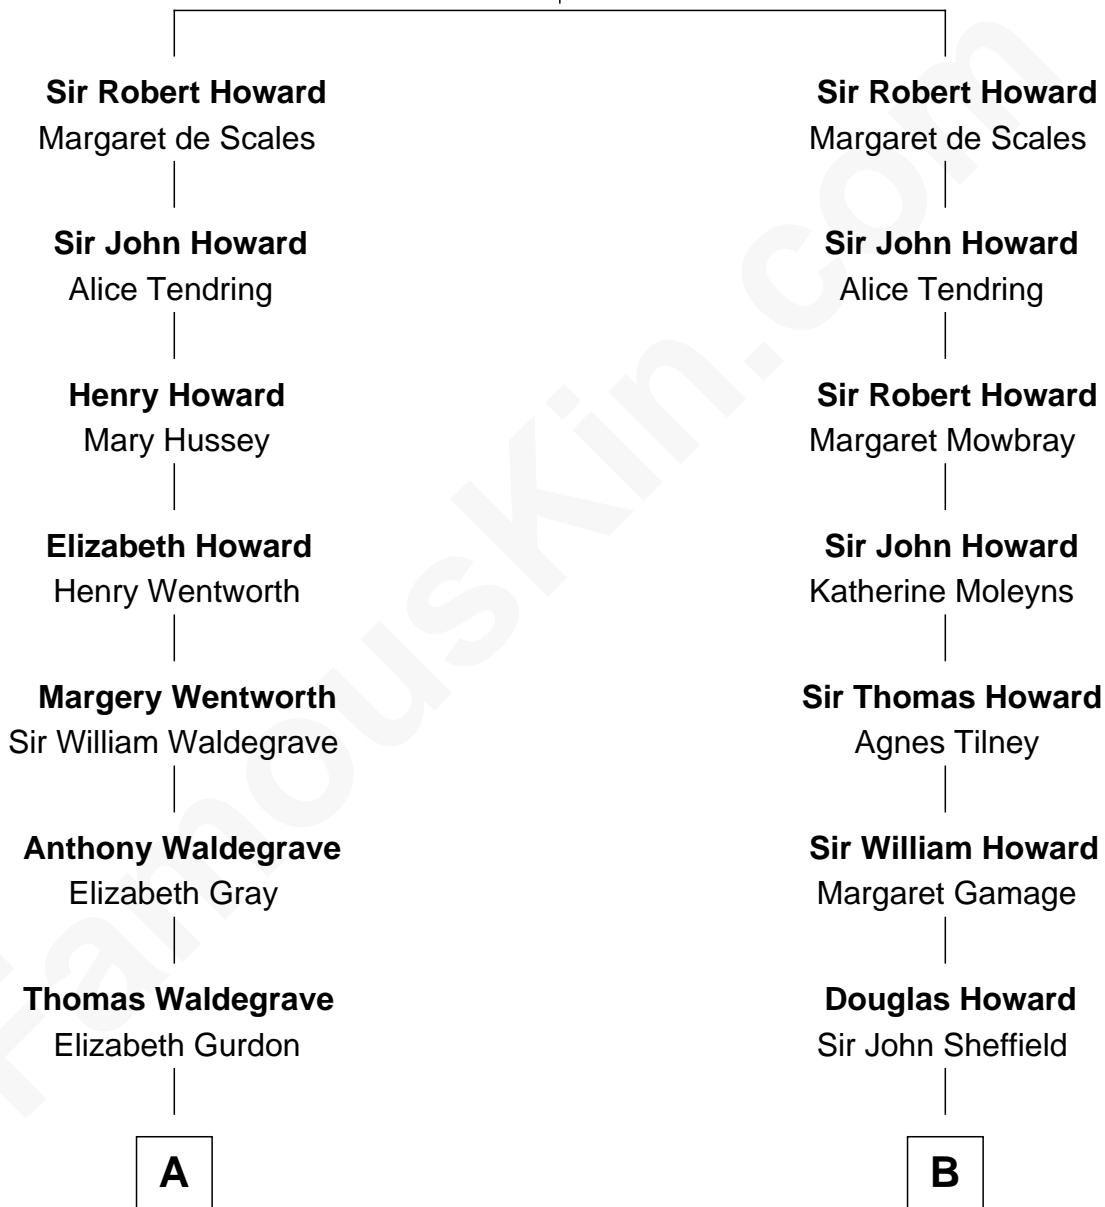 Sir Robert Howard
Margaret de Scales
Sir John Howard
Alice Tendring
Henry Howard
Mary Hussey
Elizabeth Howard
Henry Wentworth
Margery Wentworth
Sir William Waldegrave
Anthony Waldegrave
Elizabeth Gray
Thomas Waldegrave
Elizabeth Gurdon
A
Sir Robert Howard
Margaret de Scales
Sir John Howard
Alice Tendring
Sir Robert Howard
Margaret Mowbray
Sir John Howard
Katherine Moleyns
Sir Thomas Howard
Agnes Tilney
Sir William Howard
Margaret Gamage
Douglas Howard
Sir John Sheffield
B
FamousKin.com